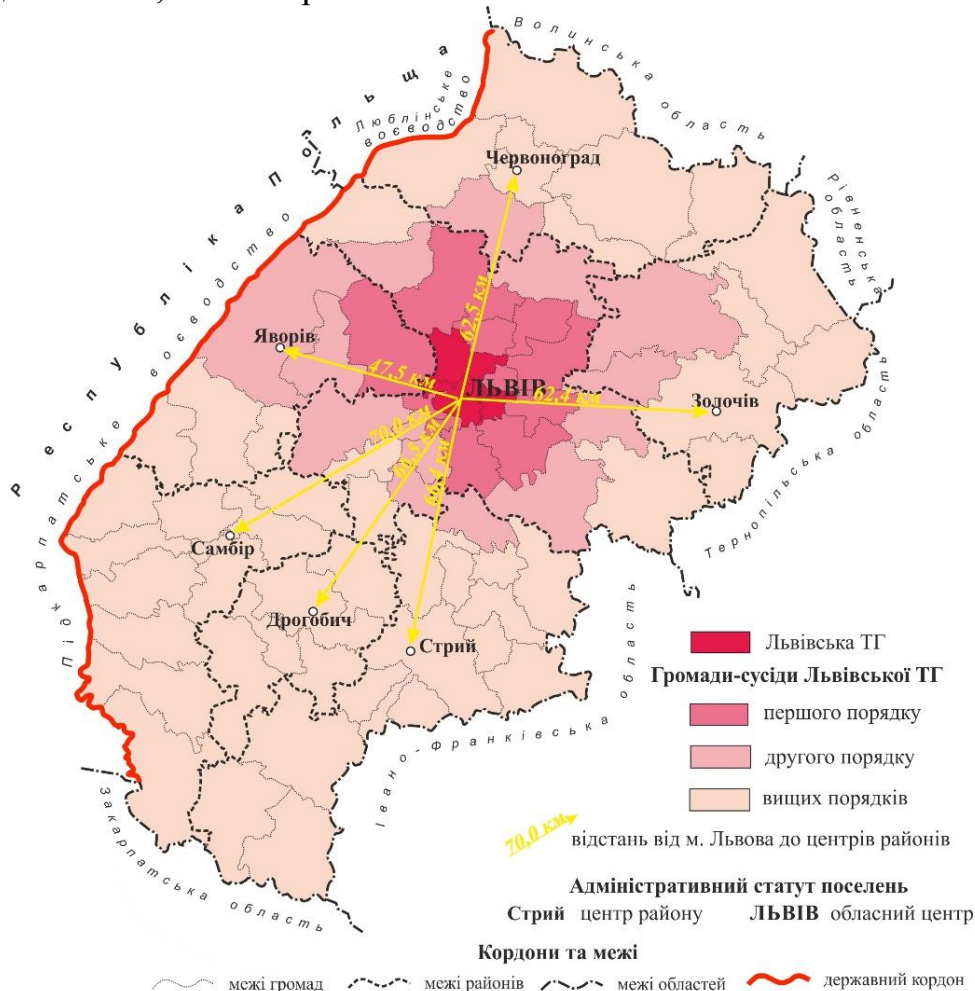 Волинська область
Республіка Польща
Люблінське
воєводство
Рівненська
область
Червоноград
Підкарпатське воєводство
62,5 км
Яворів
47,5 км
ЛЬВІВ
62,4 км
Золочів
70,0 км
Тернопільська область
Самбір
Дрогобич
Стрий
Івано-Франківська область
Закарпатська область
Львівська ТГ
Громади-сусіди Львівської ТГ
першого порядку
другого порядку
вищих порядків
70,0 км
відстань від м. Львова до центрів районів
Адміністративний статут поселень
Стрий центр району ЛЬВІВ обласний центр
Кордони та межі
межі громад межі районів межі областей державний кордон